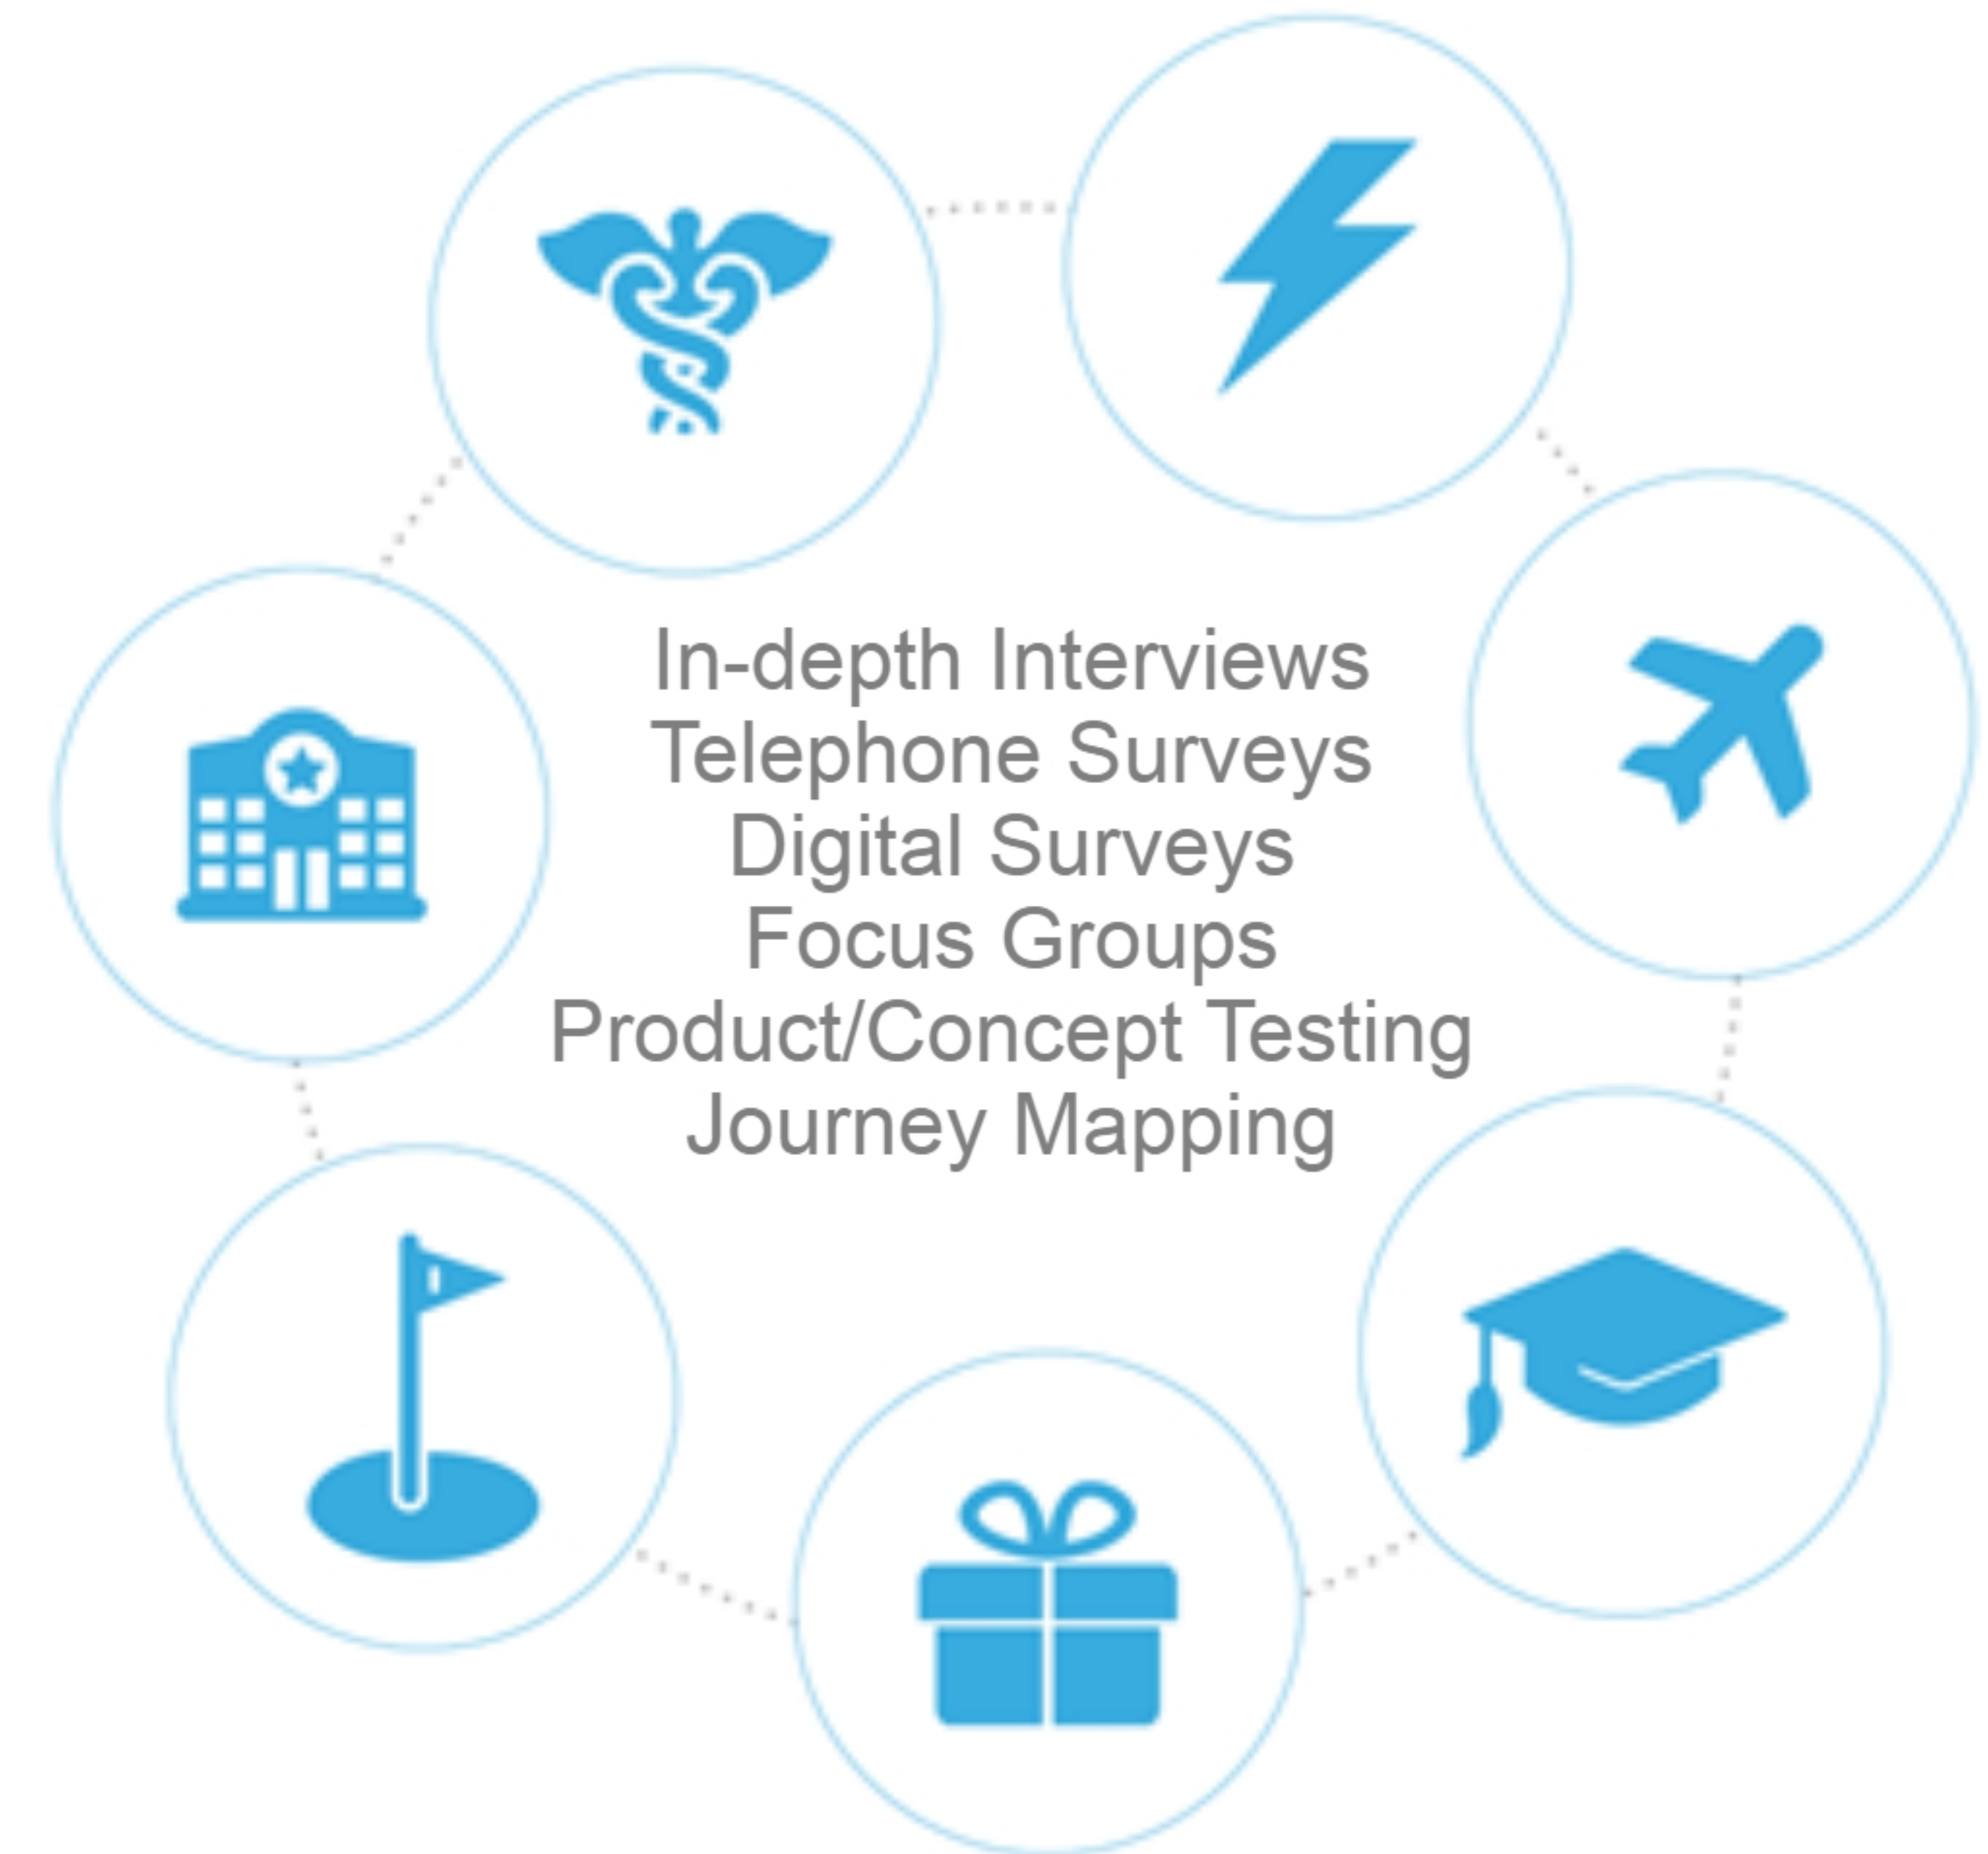 In-depth Interviews
Telephone Surveys
Digital Surveys
Focus Groups
Product/Concept Testing
Journey Mapping